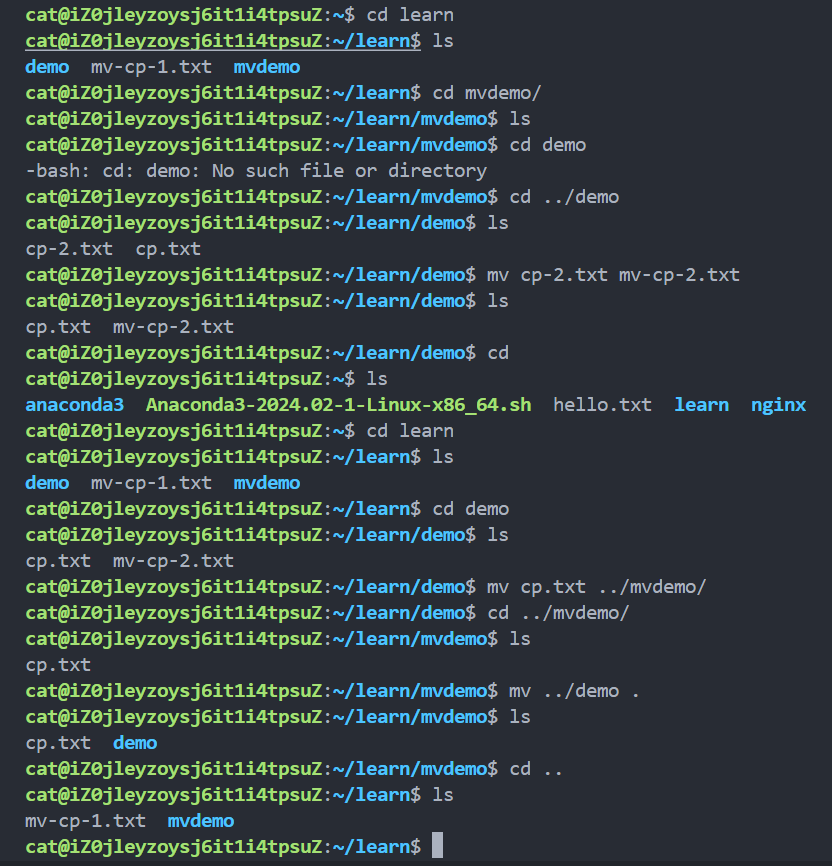 cat@iZ0jleyzoysj6it1i4tpsuZ:~$ cd learn
cat@iZ0jleyzoysj6it1i4tpsuZ:~/learn$ ls
demo  mv-cp-1.txt  mvdemo
cat@iZ0jleyzoysj6it1i4tpsuZ:~/learn$ cd mvdemo/
cat@iZ0jleyzoysj6it1i4tpsuZ:~/learn/mvdemo$ ls
cat@iZ0jleyzoysj6it1i4tpsuZ:~/learn/mvdemo$ cd demo
-bash: cd: demo: No such file or directory
cat@iZ0jleyzoysj6it1i4tpsuZ:~/learn/mvdemo$ cd ../demo
cat@iZ0jleyzoysj6it1i4tpsuZ:~/learn/demo$ ls
cp-2.txt  cp.txt
cat@iZ0jleyzoysj6it1i4tpsuZ:~/learn/demo$ mv cp-2.txt mv-cp-2.txt
cat@iZ0jleyzoysj6it1i4tpsuZ:~/learn/demo$ ls
cp.txt  mv-cp-2.txt
cat@iZ0jleyzoysj6it1i4tpsuZ:~/learn/demo$ cd
cat@iZ0jleyzoysj6it1i4tpsuZ:~$ ls
anaconda3  Anaconda3-2024.02-1-Linux-x86_64.sh  hello.txt  learn  nginx
cat@iZ0jleyzoysj6it1i4tpsuZ:~$ cd learn
cat@iZ0jleyzoysj6it1i4tpsuZ:~/learn$ ls
demo  mv-cp-1.txt  mvdemo
cat@iZ0jleyzoysj6it1i4tpsuZ:~/learn$ cd demo
cat@iZ0jleyzoysj6it1i4tpsuZ:~/learn/demo$ ls
cp.txt  mv-cp-2.txt
cat@iZ0jleyzoysj6it1i4tpsuZ:~/learn/demo$ mv cp.txt ../mvdemo/
cat@iZ0jleyzoysj6it1i4tpsuZ:~/learn/demo$ cd ../mvdemo/
cat@iZ0jleyzoysj6it1i4tpsuZ:~/learn/mvdemo$ ls
cp.txt
cat@iZ0jleyzoysj6it1i4tpsuZ:~/learn/mvdemo$ mv ../demo .
cat@iZ0jleyzoysj6it1i4tpsuZ:~/learn/mvdemo$ ls
cp.txt  demo
cat@iZ0jleyzoysj6it1i4tpsuZ:~/learn/mvdemo$ cd ..
cat@iZ0jleyzoysj6it1i4tpsuZ:~/learn$ ls
mv-cp-1.txt  mvdemo
cat@iZ0jleyzoysj6it1i4tpsuZ:~/learn$